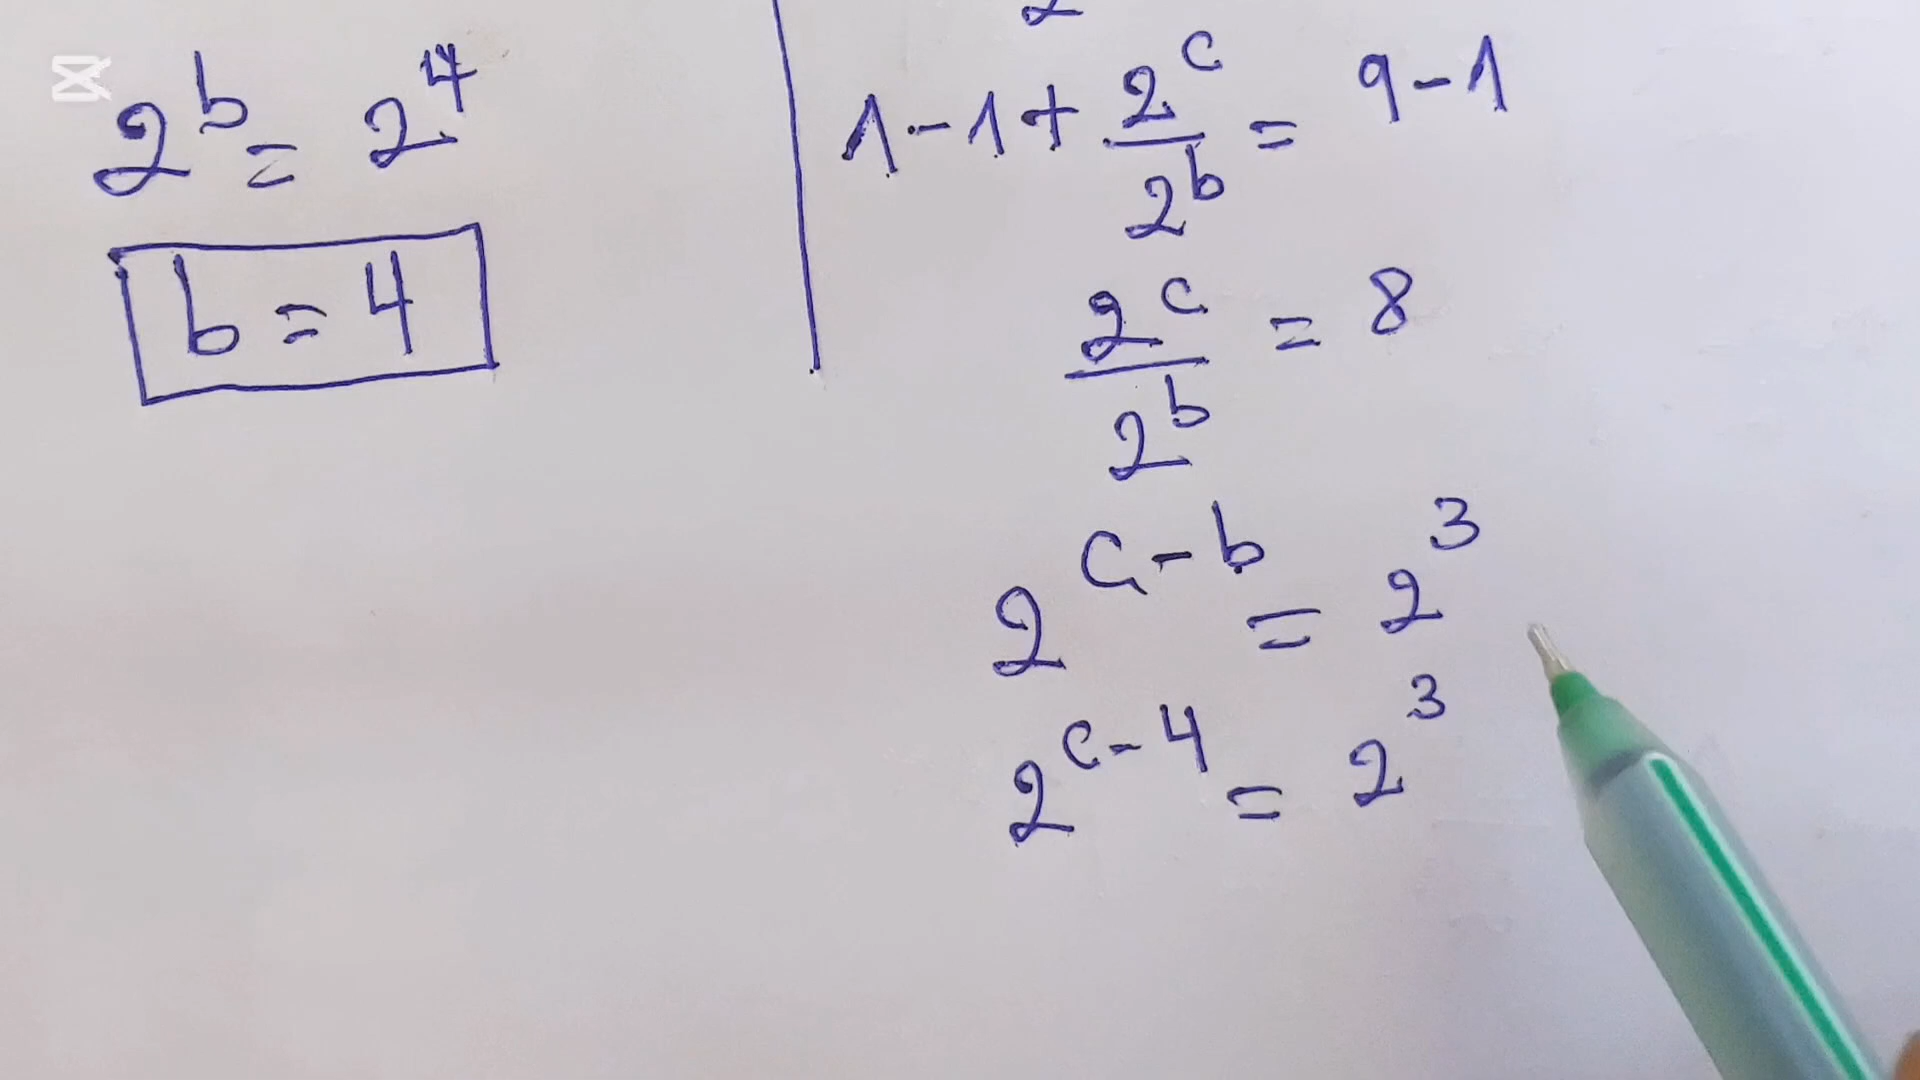 2^b = 2^4
b = 4
2
1-1+ 2^c/2^b = 9-1
2^c/2^b = 8
2^(c-b) = 2^3
2^(c-4) = 2^3